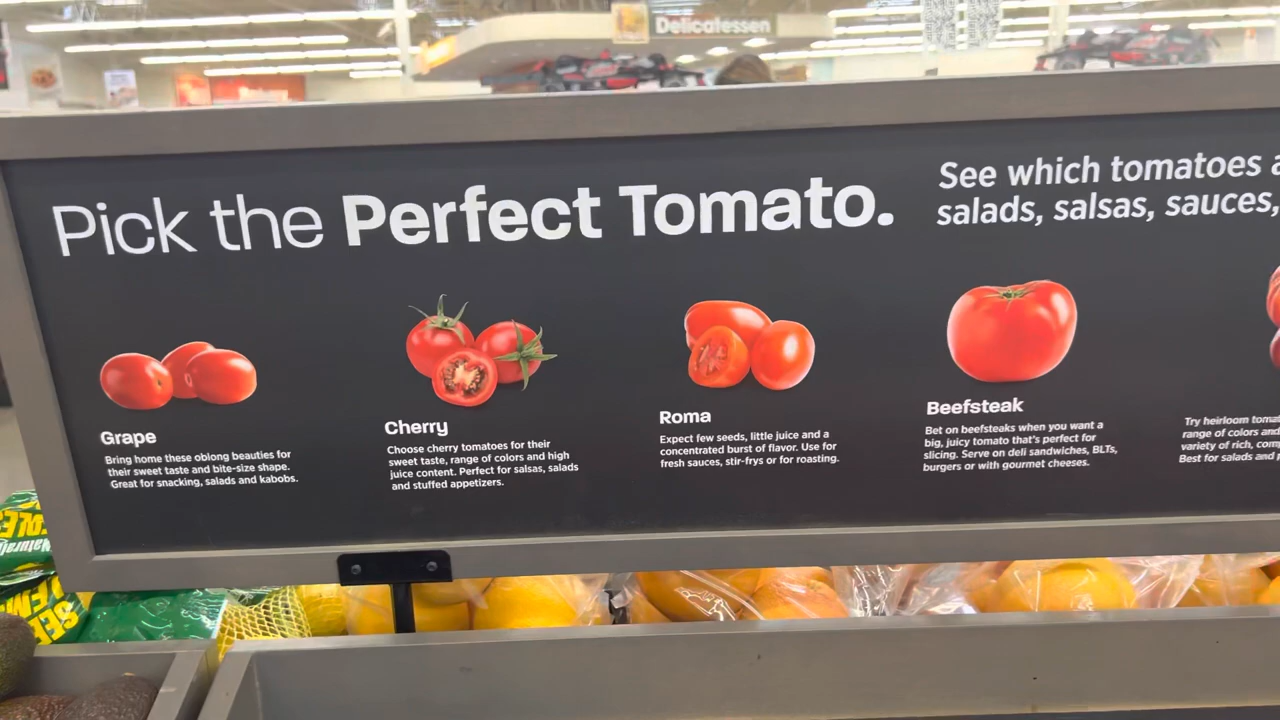 Delicatessen
Pick the Perfect Tomato.
See which tomatoes
salads, salsas, sauces,
Grape
Bring home these oblong beauties for
their sweet taste and bite-size shape.
Great for snacking, salads and kabobs.
Cherry
Choose cherry tomatoes for their
sweet taste, range of colors and high
juice content. Perfect for salsas, salads
and stuffed appetizers.
Roma
Expect few seeds, little juice and a
concentrated burst of flavor. Use for
fresh sauces, stir-frys or for roasting.
Beefsteak
Bet on beefsteaks when you want a
big, juicy tomato that's perfect for
slicing. Serve on deli sandwiches, BLTs,
burgers or with gourmet cheeses.
Try heirloom
range of colors and
variety of rich,
Best for salads and